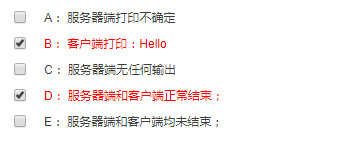 A： 服务器端打印不确定
B： 客户端打印：Hello
C： 服务器端无任何输出
D： 服务器端和客户端正常结束；
E： 服务器端和客户端均未结束；